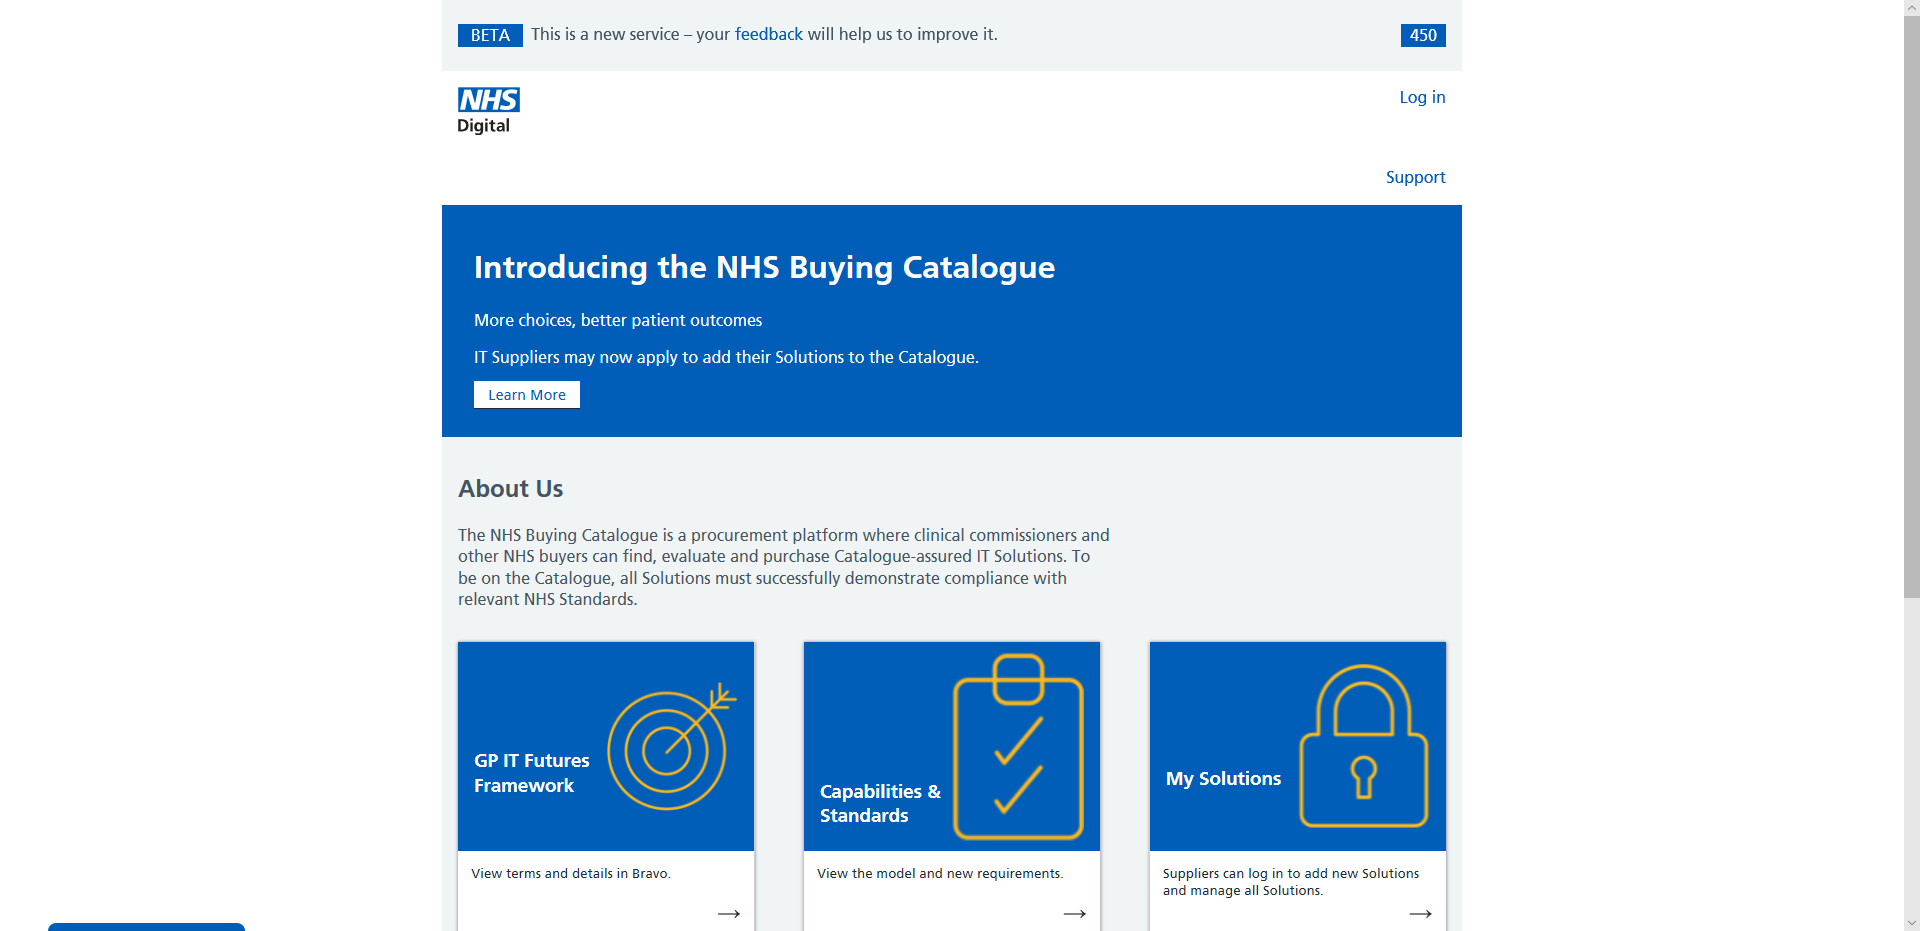 BETA This is a new service – your feedback will help us to improve it. 450
NHS
Digital
Log in
Support
Introducing the NHS Buying Catalogue
More choices, better patient outcomes
IT Suppliers may now apply to add their Solutions to the Catalogue.
Learn More
About Us
The NHS Buying Catalogue is a procurement platform where clinical commissioners and
other NHS buyers can find, evaluate and purchase Catalogue-assured IT Solutions. To
be on the Catalogue, all Solutions must successfully demonstrate compliance with
relevant NHS Standards.
GP IT Futures
Framework
View terms and details in Bravo.
Capabilities &
Standards
View the model and new requirements.
My Solutions
Suppliers can log in to add new Solutions
and manage all Solutions.